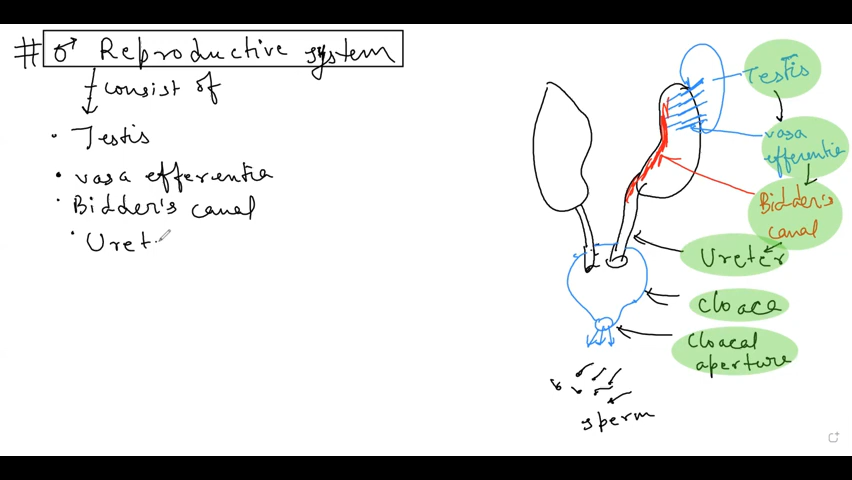 # ♂ Reproductive system
consist of
• Testis
• vasa efferentia
• Bidder's canal
• Uret
Testis
vasa
efferentia
Bidder's
canal
Ureter
cloace
cloacal
aperture
sperm